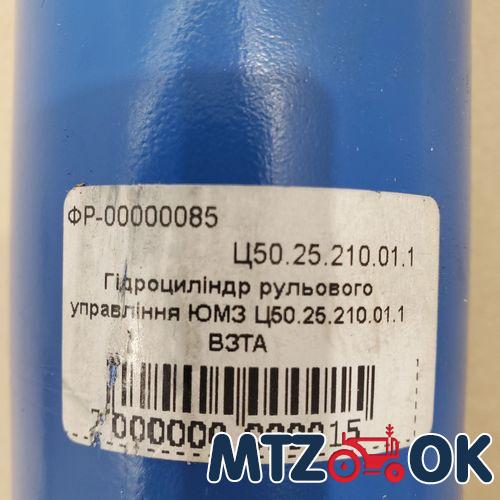 ФР-00000085
Ц50.25.210.01.1
Гідроциліндр рульового
управління ЮМЗ Ц50.25.210.01.1
ВЗТА
MTZ OK